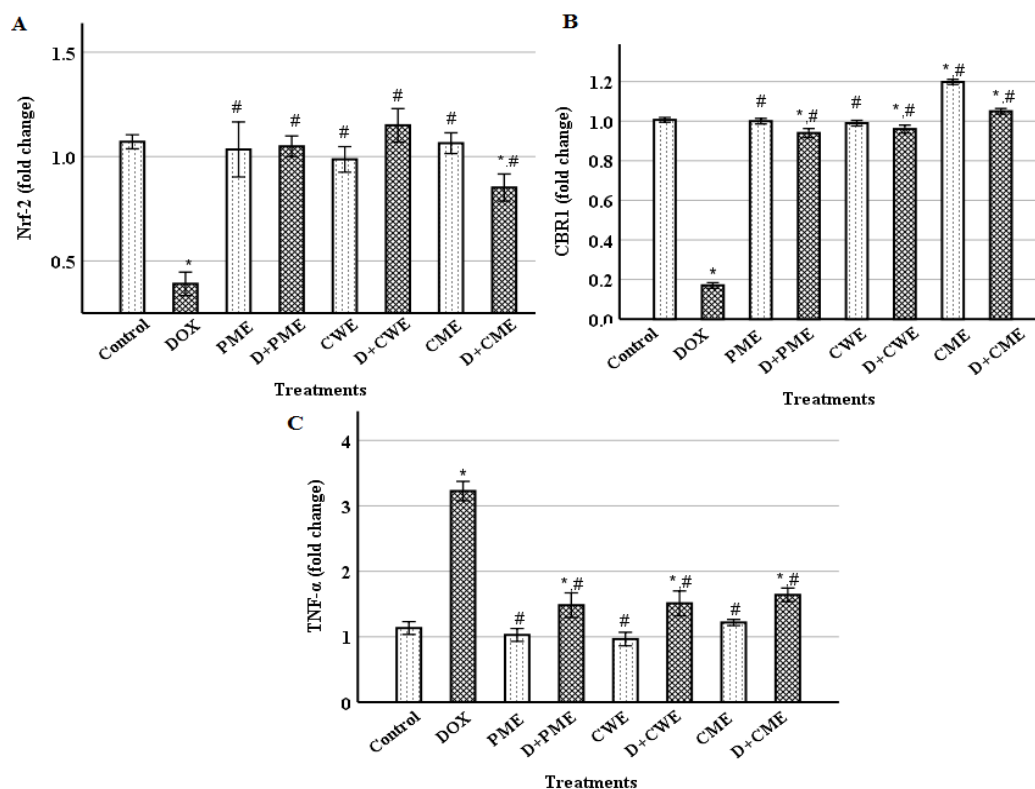 A
Nrf-2 (fold change)
1.5
1.0
0.5
*
#
#
#
#
#
*.#
Control
DOX
PME
D+PME
CWE
D+CWE
CME
D+CME
Treatments
B
CBR1 (fold change)
1.2
1.0
0.8
0.6
0.4
0.2
0.0
*
#
*,#
#
*,#
*,#
*,#
Control
DOX
PME
D+PME
CWE
D+CWE
CME
D+CME
Treatments
C
TNF-α (fold change)
4
3
2
1
0
*
#
*,#
#
*,#
#
*,#
Control
DOX
PME
D+PME
CWE
D+CWE
CME
D+CME
Treatments